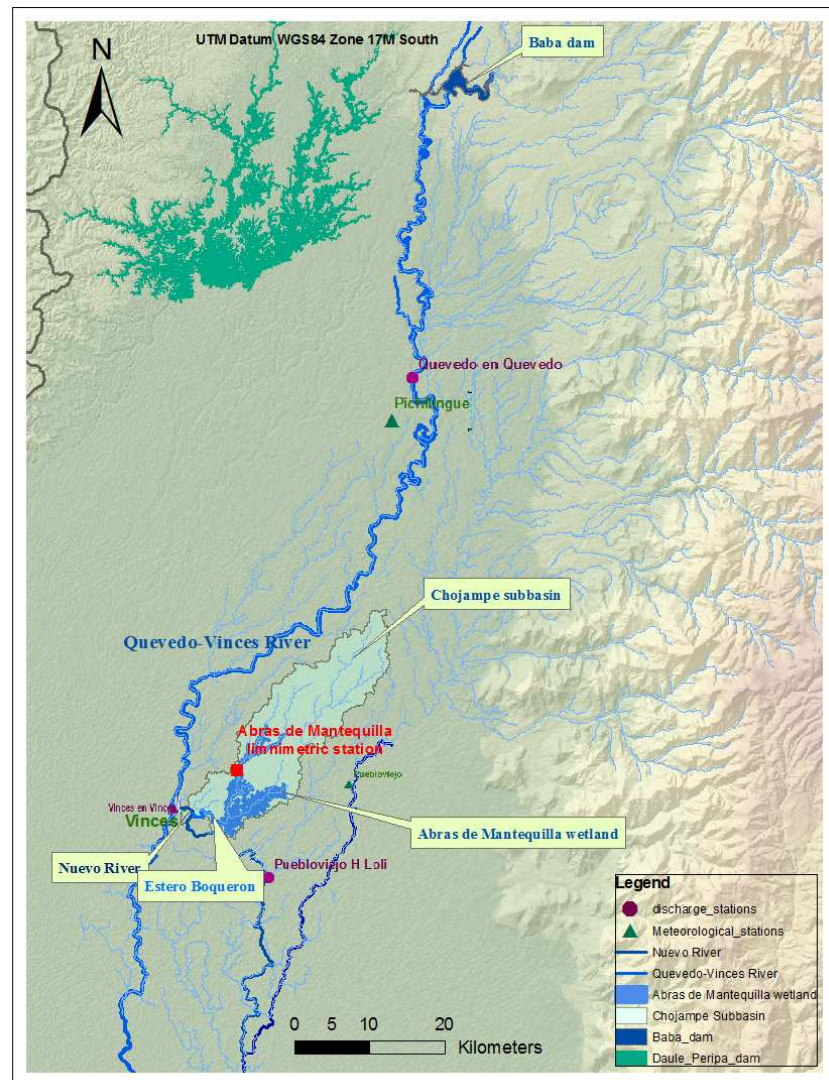 UTM Datum WGS84 Zone 17M South
N
Baba dam
Quevedo en Quevedo
Pichilingue
Chojampe subbasin
Quevedo-Vinces River
Abras de Mantequilla
limnimetric station
Puebloviejo
Vinces en Vinces
Vinces
Abras de Mantequilla wetland
Nuevo River
Estero Boqueron
Puebloviejo H Loli
Legend
discharge_stations
Meteorological_stations
Nuevo River
Quevedo-Vinces River
Abras de Mantequilla wetland
Chojampe Subbasin
Baba_dam
Daule_Peripa_dam
0 5 10 20
Kilometers